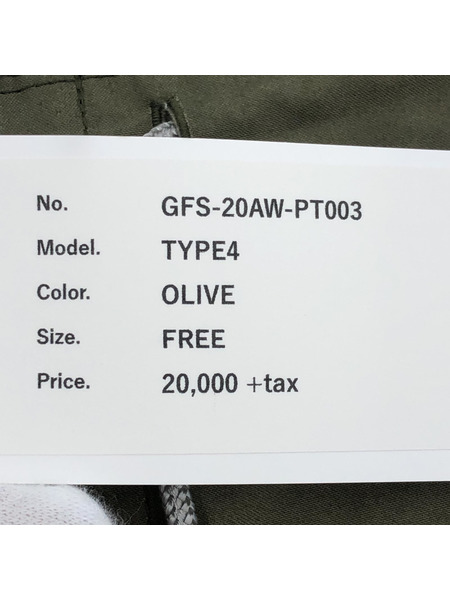 No. GFS-20AW-PT003
Model. TYPE4
Color. OLIVE
Size. FREE
Price. 20,000 +tax